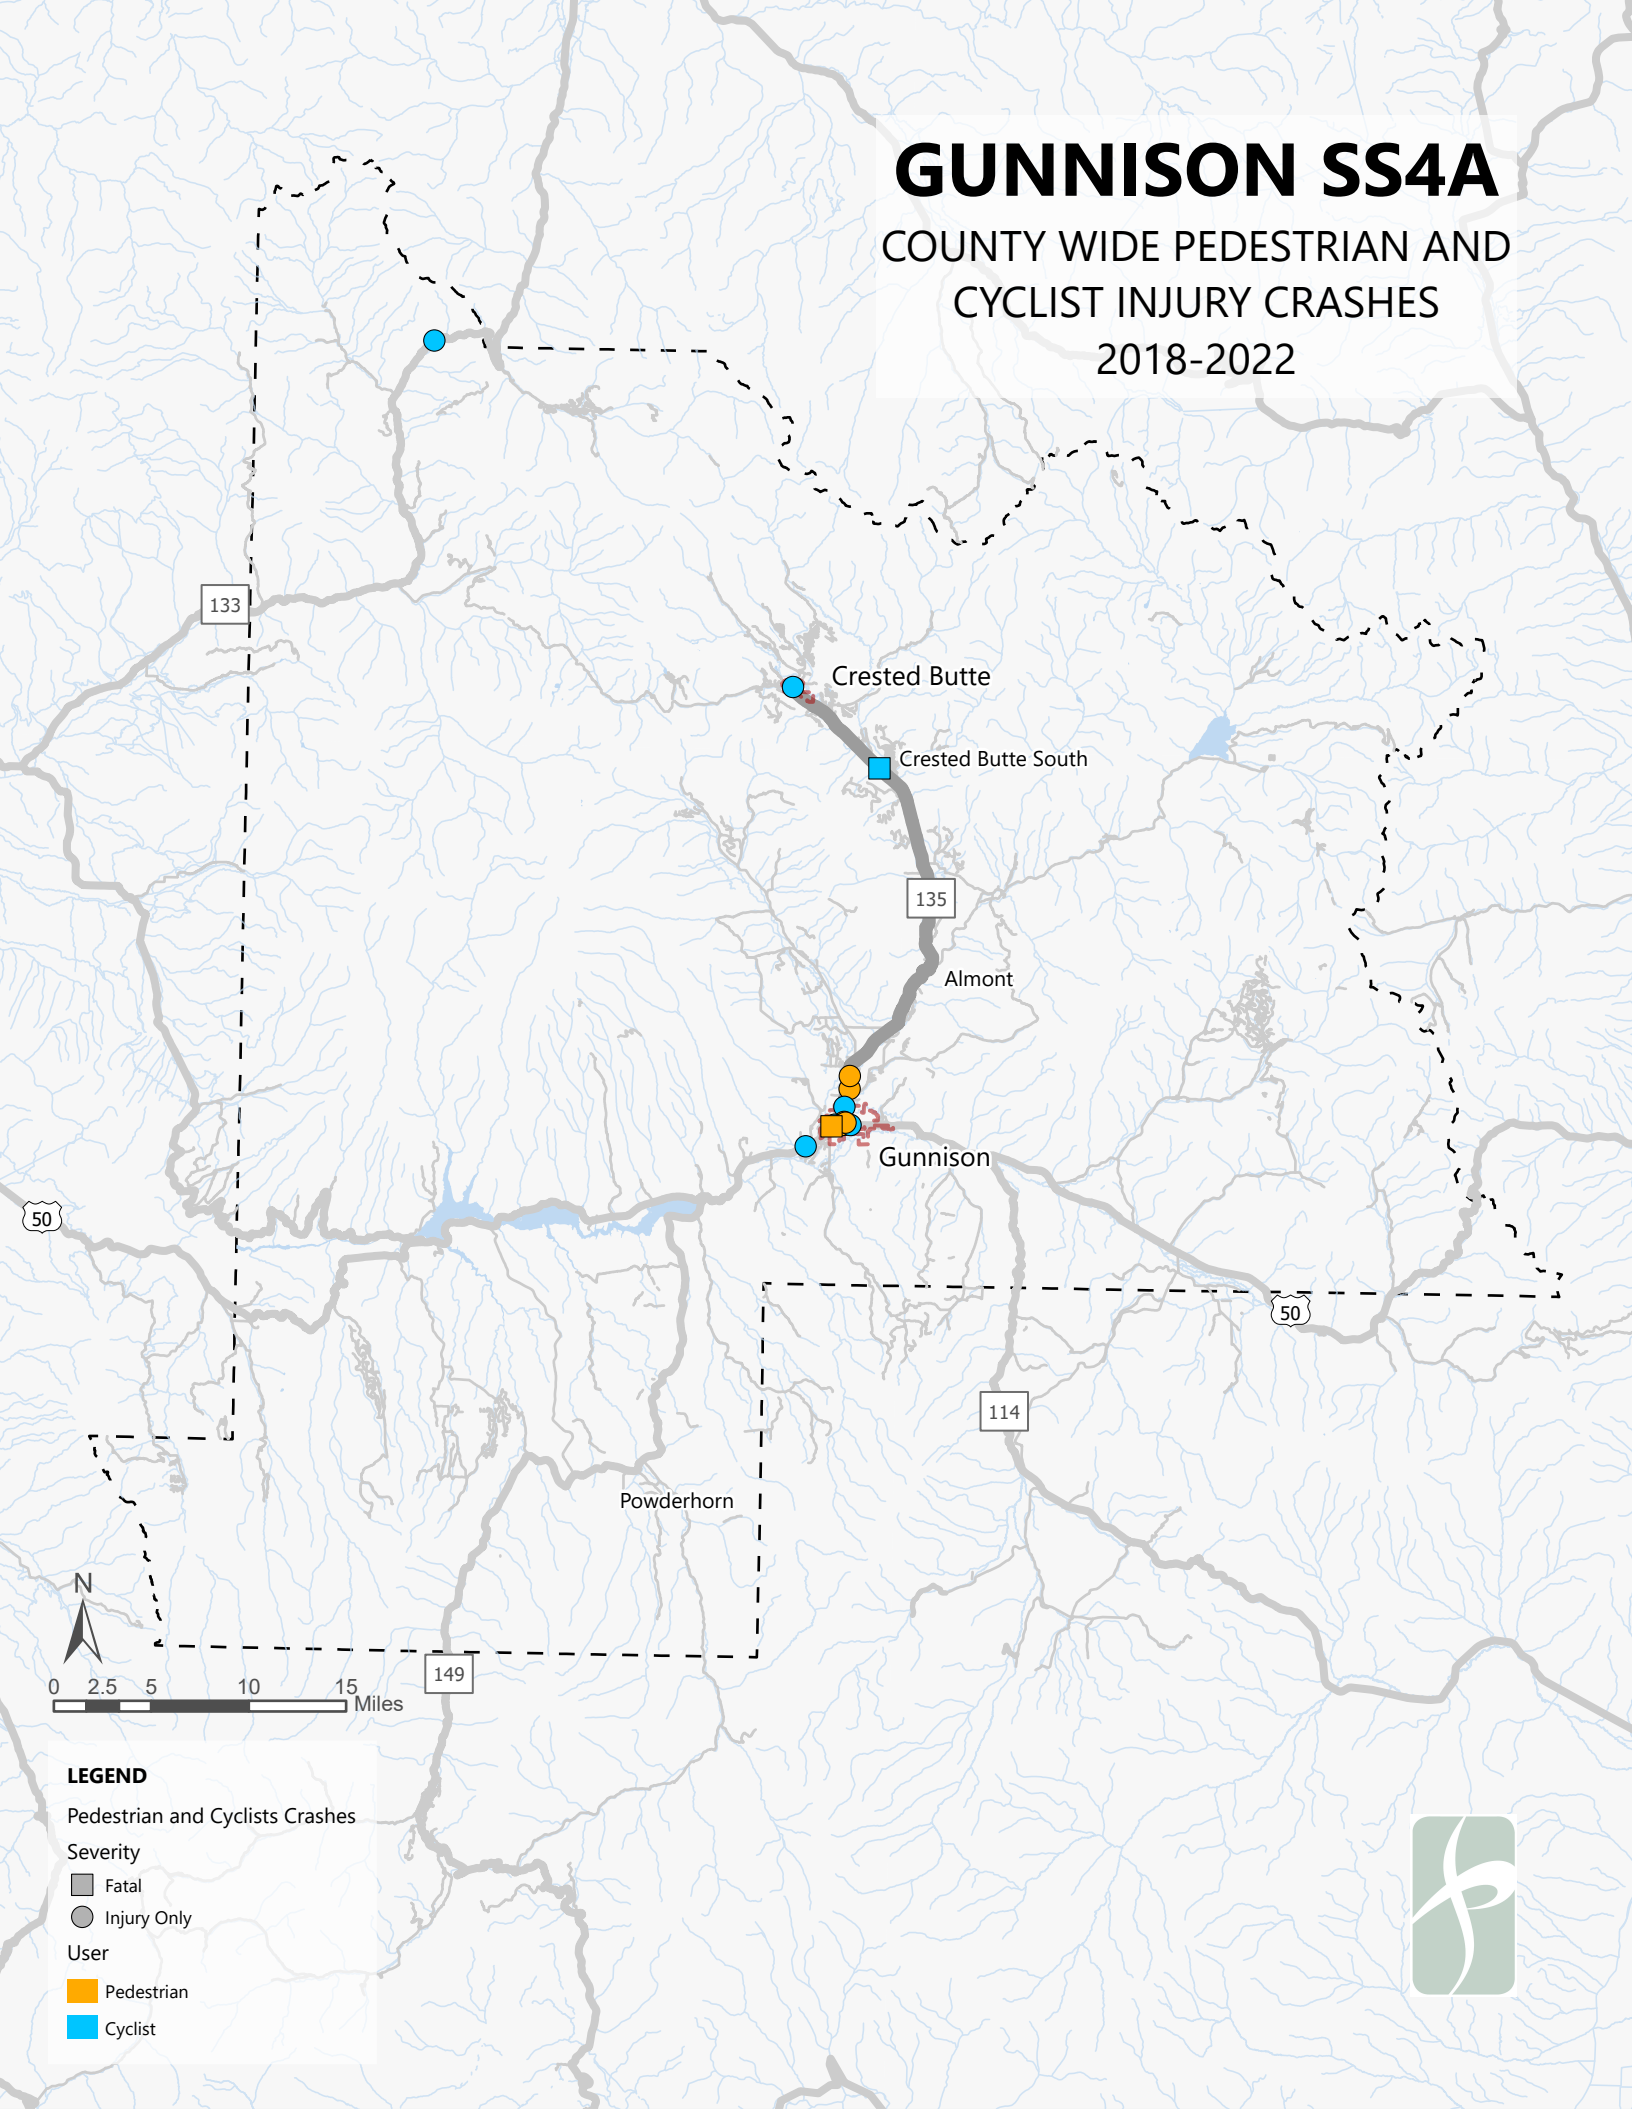 GUNNISON SS4A
COUNTY WIDE PEDESTRIAN AND
CYCLIST INJURY CRASHES
2018-2022
133
Crested Butte
Crested Butte South
135
Almont
Gunnison
50
50
114
Powderhorn
N
149
0 2.5 5 10 15
Miles
LEGEND
Pedestrian and Cyclists Crashes
Severity
Fatal
Injury Only
User
Pedestrian
Cyclist